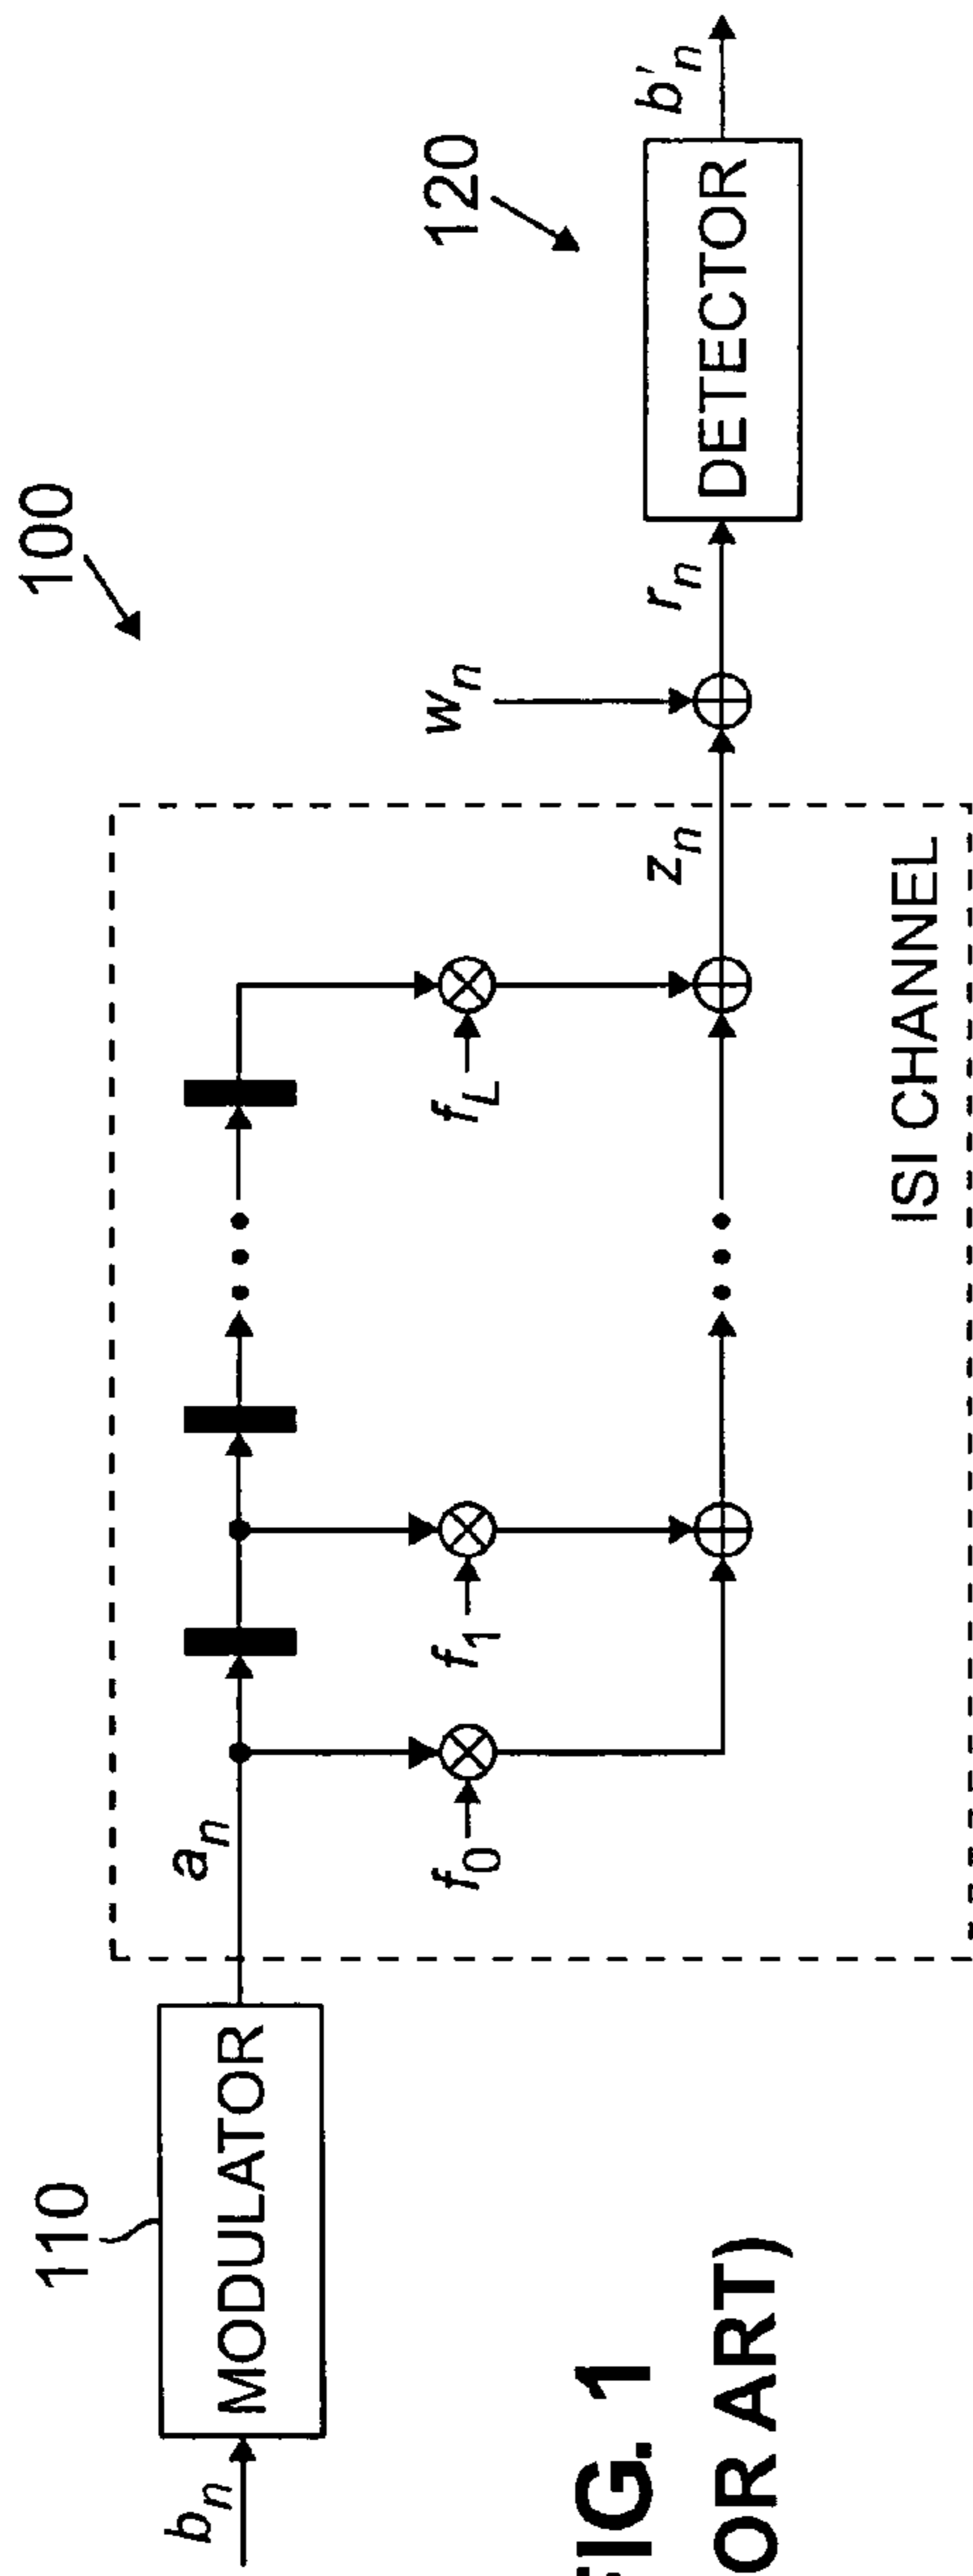 100
110
120
b_n
MODULATOR
a_n
f_0
f_1
f_L
z_n
w_n
r_n
DETECTOR
b'_n
ISI CHANNEL
FIG. 1
OR ART)